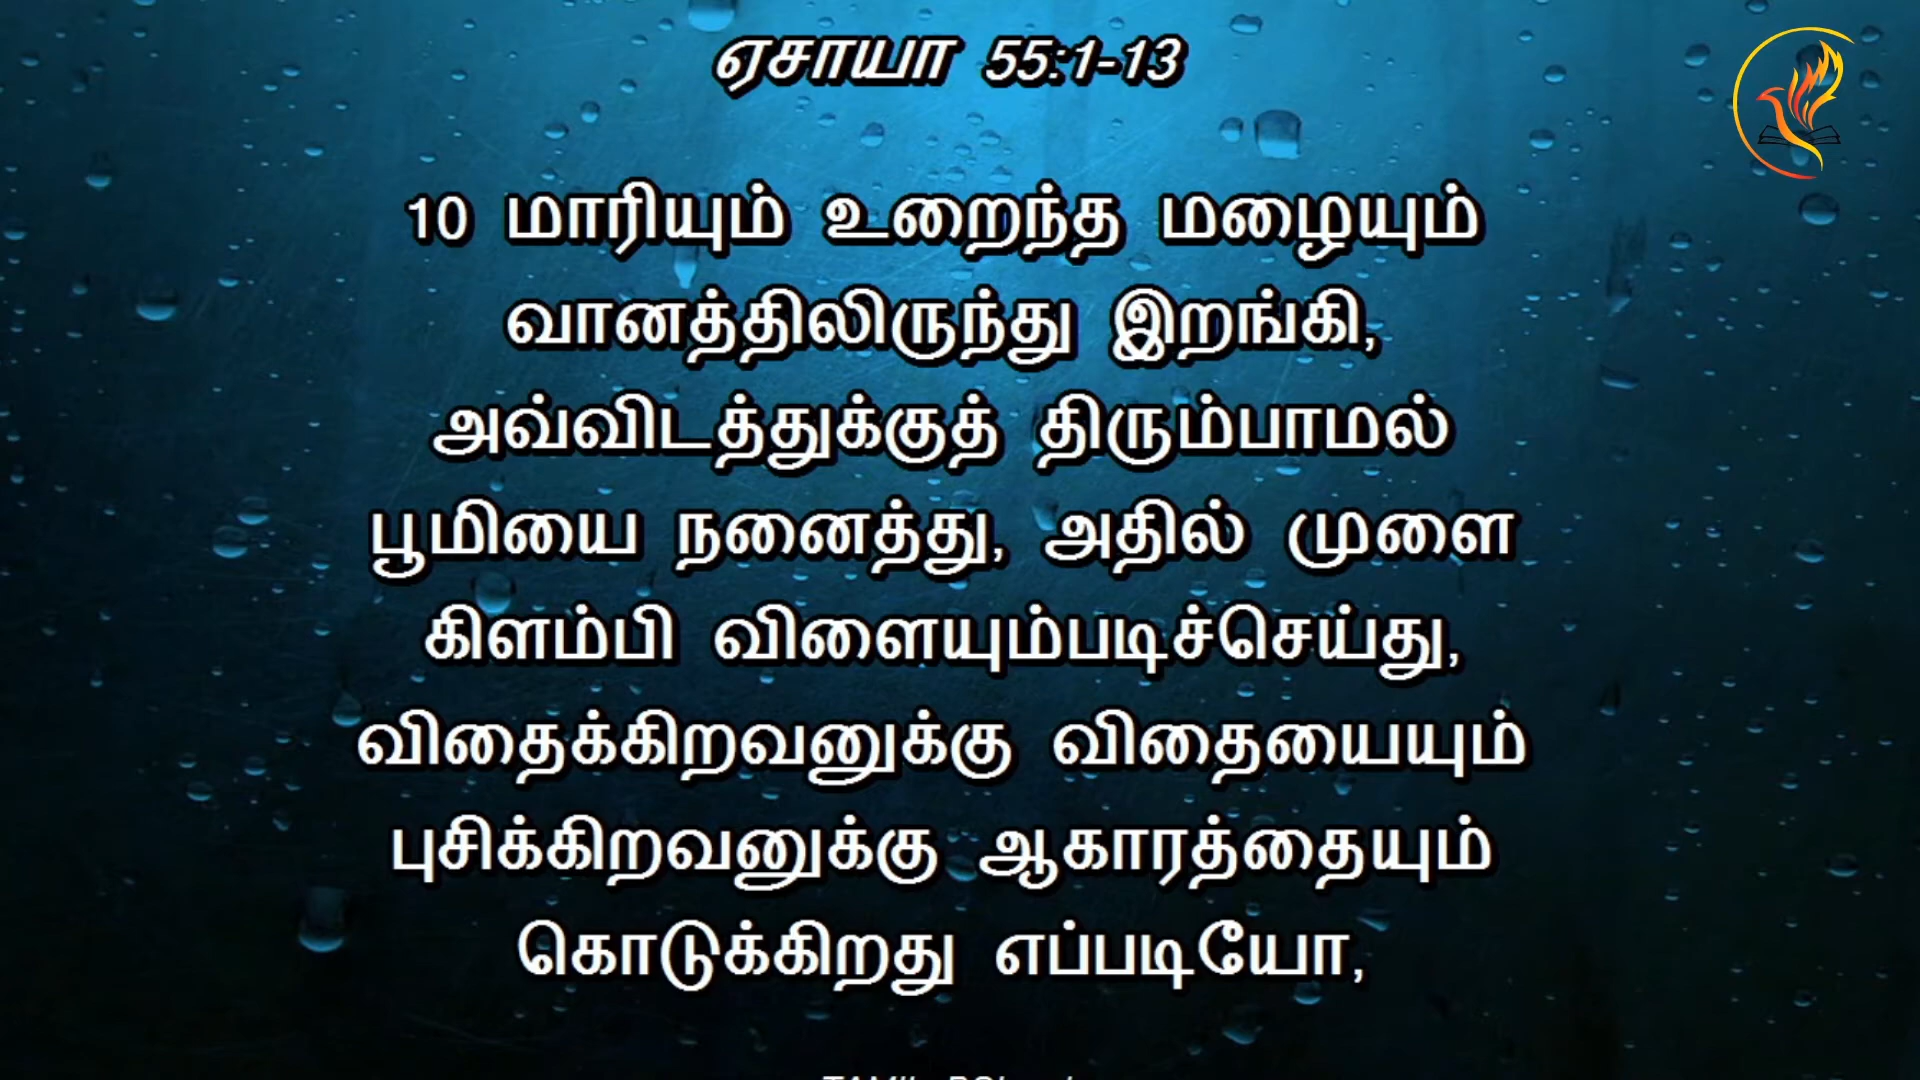 ஏசாயா 55:1-13
10 மாரியும் உறைந்த மழையும்
வானத்திலிருந்து இறங்கி,
அவ்விடத்துக்குத் திரும்பாமல்
பூமியை நனைத்து, அதில் முளை
கிளம்பி விளையும்படிச்செய்து,
விதைக்கிறவனுக்கு விதையையும்
புசிக்கிறவனுக்கு ஆகாரத்தையும்
கொடுக்கிறது எப்படியோ,